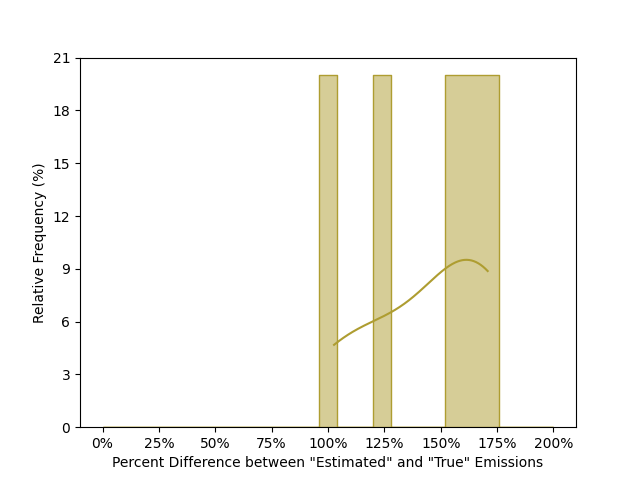 21
18
15
12
9
6
3
0
Relative Frequency (%)
0% 25% 50% 75% 100% 125% 150% 175% 200%
Percent Difference between "Estimated" and "True" Emissions